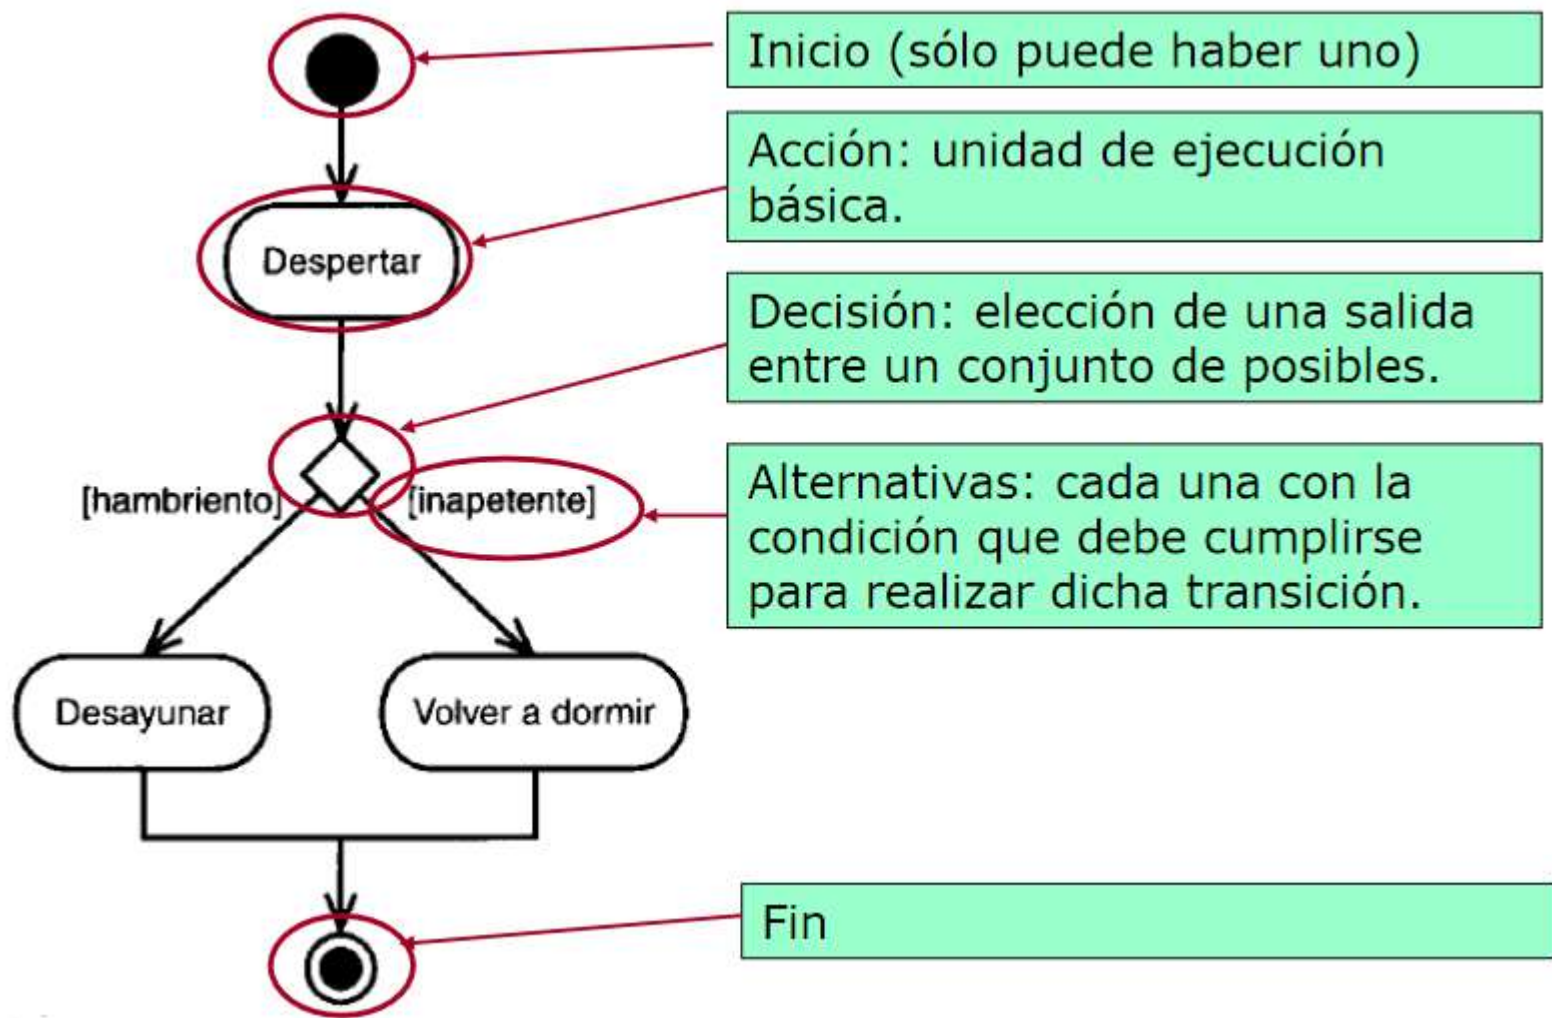 Inicio (sólo puede haber uno)
Acción: unidad de ejecución
básica.
Despertar
Decisión: elección de una salida
entre un conjunto de posibles.
[hambriento]
[inapetente]
Alternativas: cada una con la
condición que debe cumplirse
para realizar dicha transición.
Desayunar
Volver a dormir
Fin